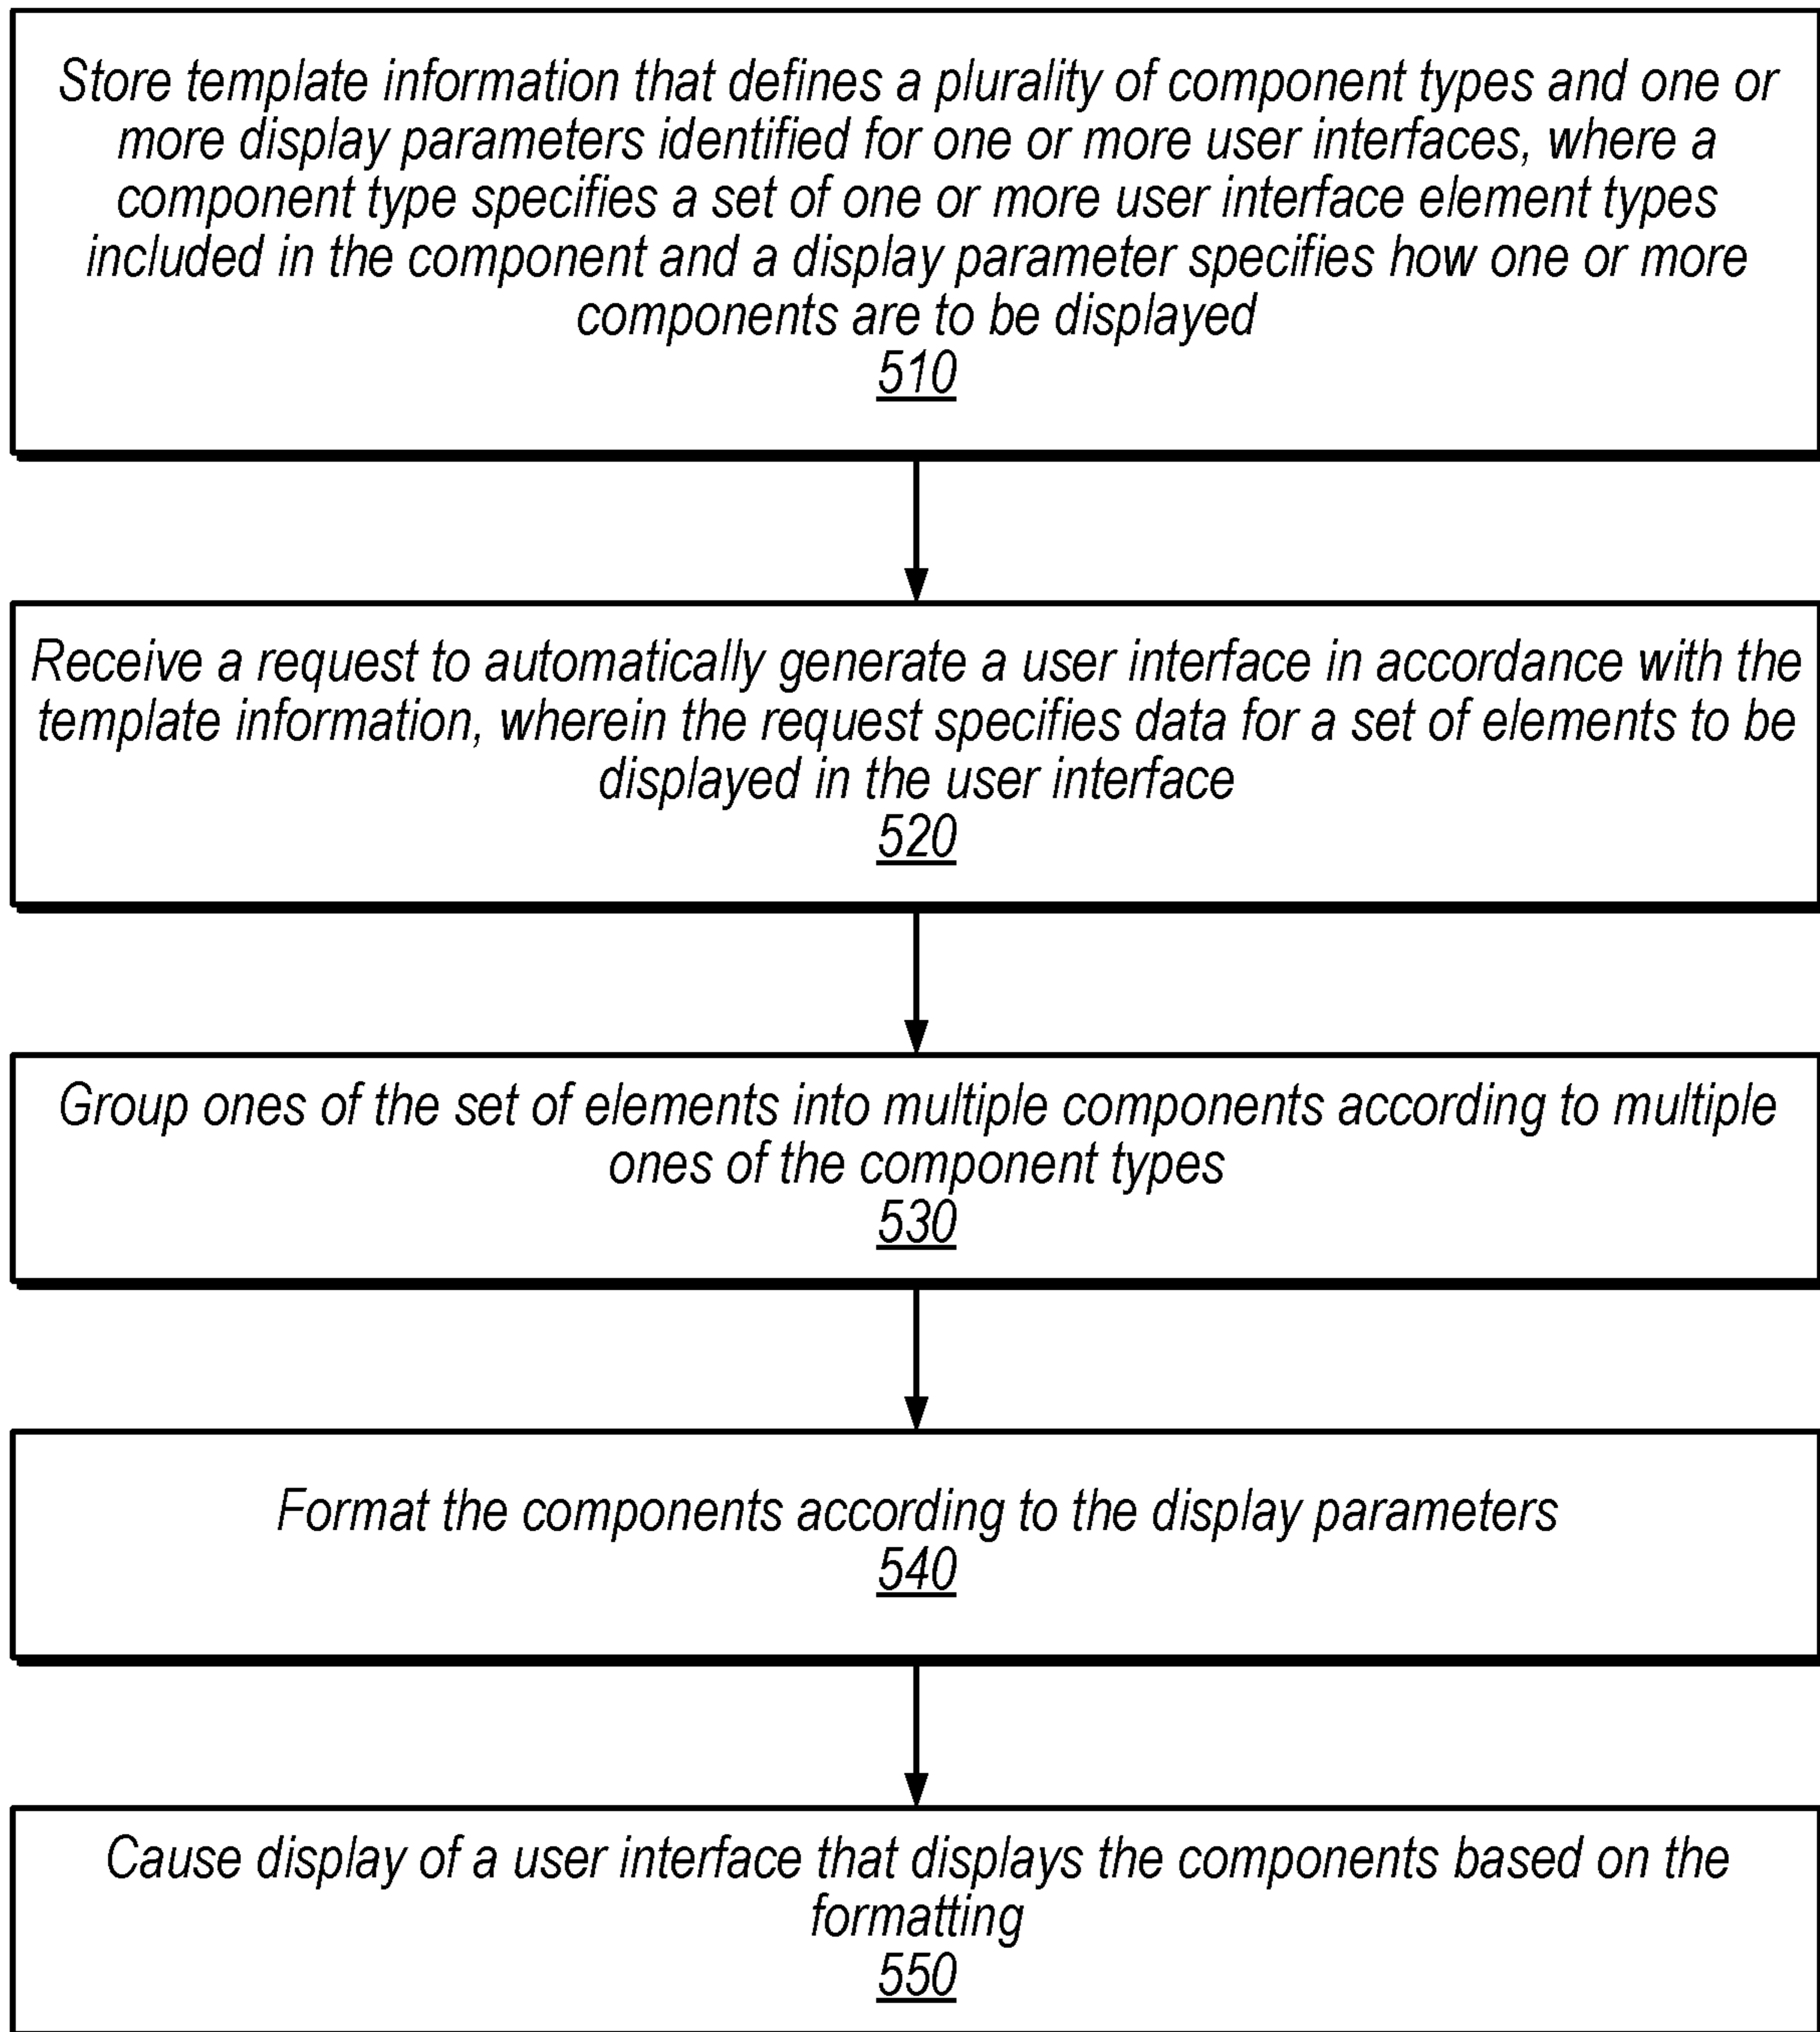 Store template information that defines a plurality of component types and one or
more display parameters identified for one or more user interfaces, where a
component type specifies a set of one or more user interface element types
included in the component and a display parameter specifies how one or more
components are to be displayed
510
Receive a request to automatically generate a user interface in accordance with the
template information, wherein the request specifies data for a set of elements to be
displayed in the user interface
520
Group ones of the set of elements into multiple components according to multiple
ones of the component types
530
Format the components according to the display parameters
540
Cause display of a user interface that displays the components based on the
formatting
550